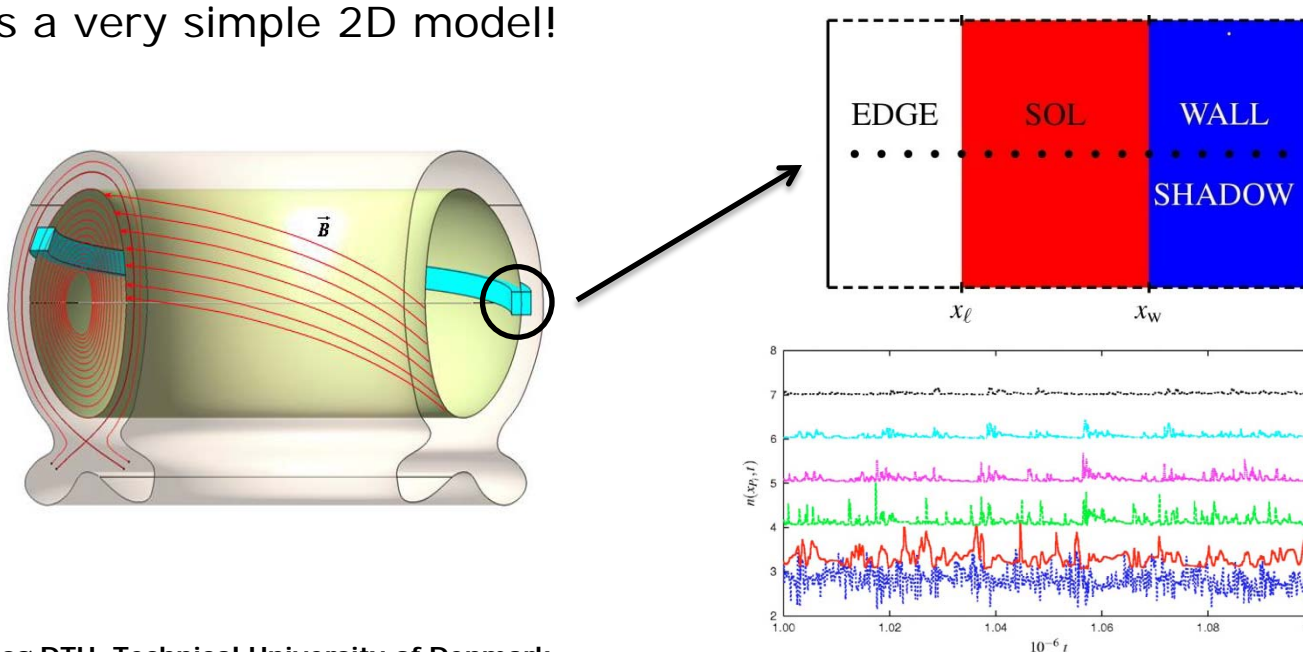 s a very simple 2D model!
EDGE SOL WALL
SHADOW
B
xℓ xw
8
7
6
5
4
3
2
n(xPᵢ,t)
1.00 1.02 1.04 1.06 1.08
10⁻⁶ t
DTU, Technical University of Denmark